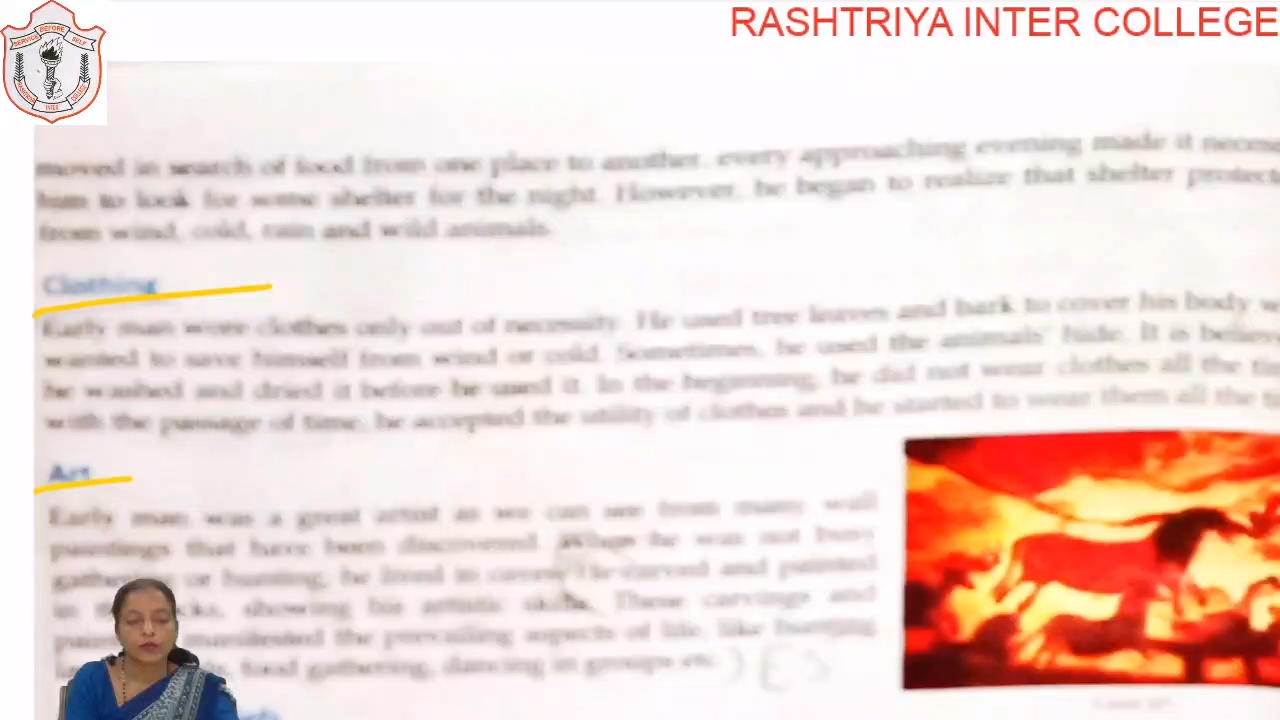 RASHTRIYA INTER COLLEGE
SERVICE BEFORE SELF
INTER
moved in search of food from one place to another, every approaching evening made it
him to look for some shelter for the night. However, he began to realize that shelter
from wind, cold, rain and wild animals.
Clothing
Early man wore clothes only out of necessity. He used tree leaves and bark to cover his body
wanted to save himself from wind or cold. Sometimes, he used the animals' hide. It is
he washed and dried it before he used it. In the beginning, he did not wear clothes all the
with the passage of time, he accepted the utility of clothes and he started to wear them all the
Art
Early man was a great artist as we can see from many wall
paintings that have been discovered. When he was not busy
gathering or hunting, he lived in caves. He carved and painted
in showing his artistic skills. These carvings and
manifested the prevailing aspects of life, like hunting
food gathering, dancing in groups etc.